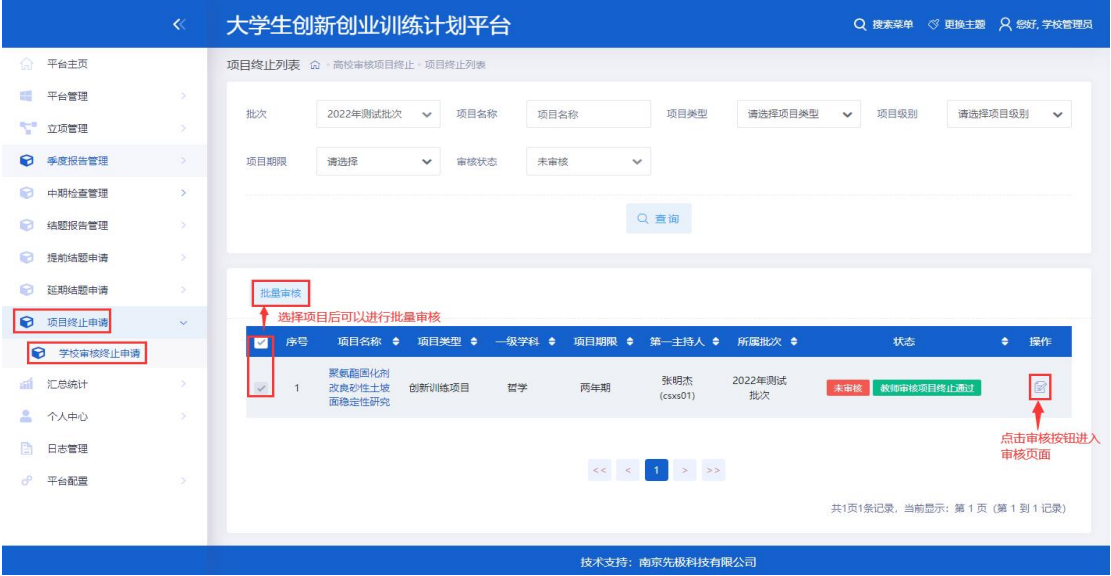 大学生创新创业训练计划平台
搜索菜单 更换主题 您好, 学校管理员
平台主页
平台管理
立项管理
季度报告管理
中期检查管理
结题报告管理
提前结题申请
延期结题申请
项目终止申请
学校审核终止申请
汇总统计
个人中心
日志管理
平台配置
项目终止列表 - 高校审核项目终止 - 项目终止列表
批次 2022年测试批次 项目名称 项目名称 项目类型 请选择项目类型 项目级别 请选择项目级别
项目期限 请选择 审核状态 未审核
查询
批量审核
选择项目后可以进行批量审核
序号 项目名称 项目类型 一级学科 项目期限 第一主持人 所属批次 状态 操作
1 聚氨酯固化剂 创新训练项目 哲学 两年期 张明杰 2022年测试 未审核 教师审核项目终止通过
改良砂性土坡 (csxs01) 批次
面稳定性研究
点击审核按钮进入
审核页面
<< < 1 > >>
共1页1条记录, 当前显示: 第 1 页 (第 1 到 1 记录)
技术支持: 南京先极科技有限公司